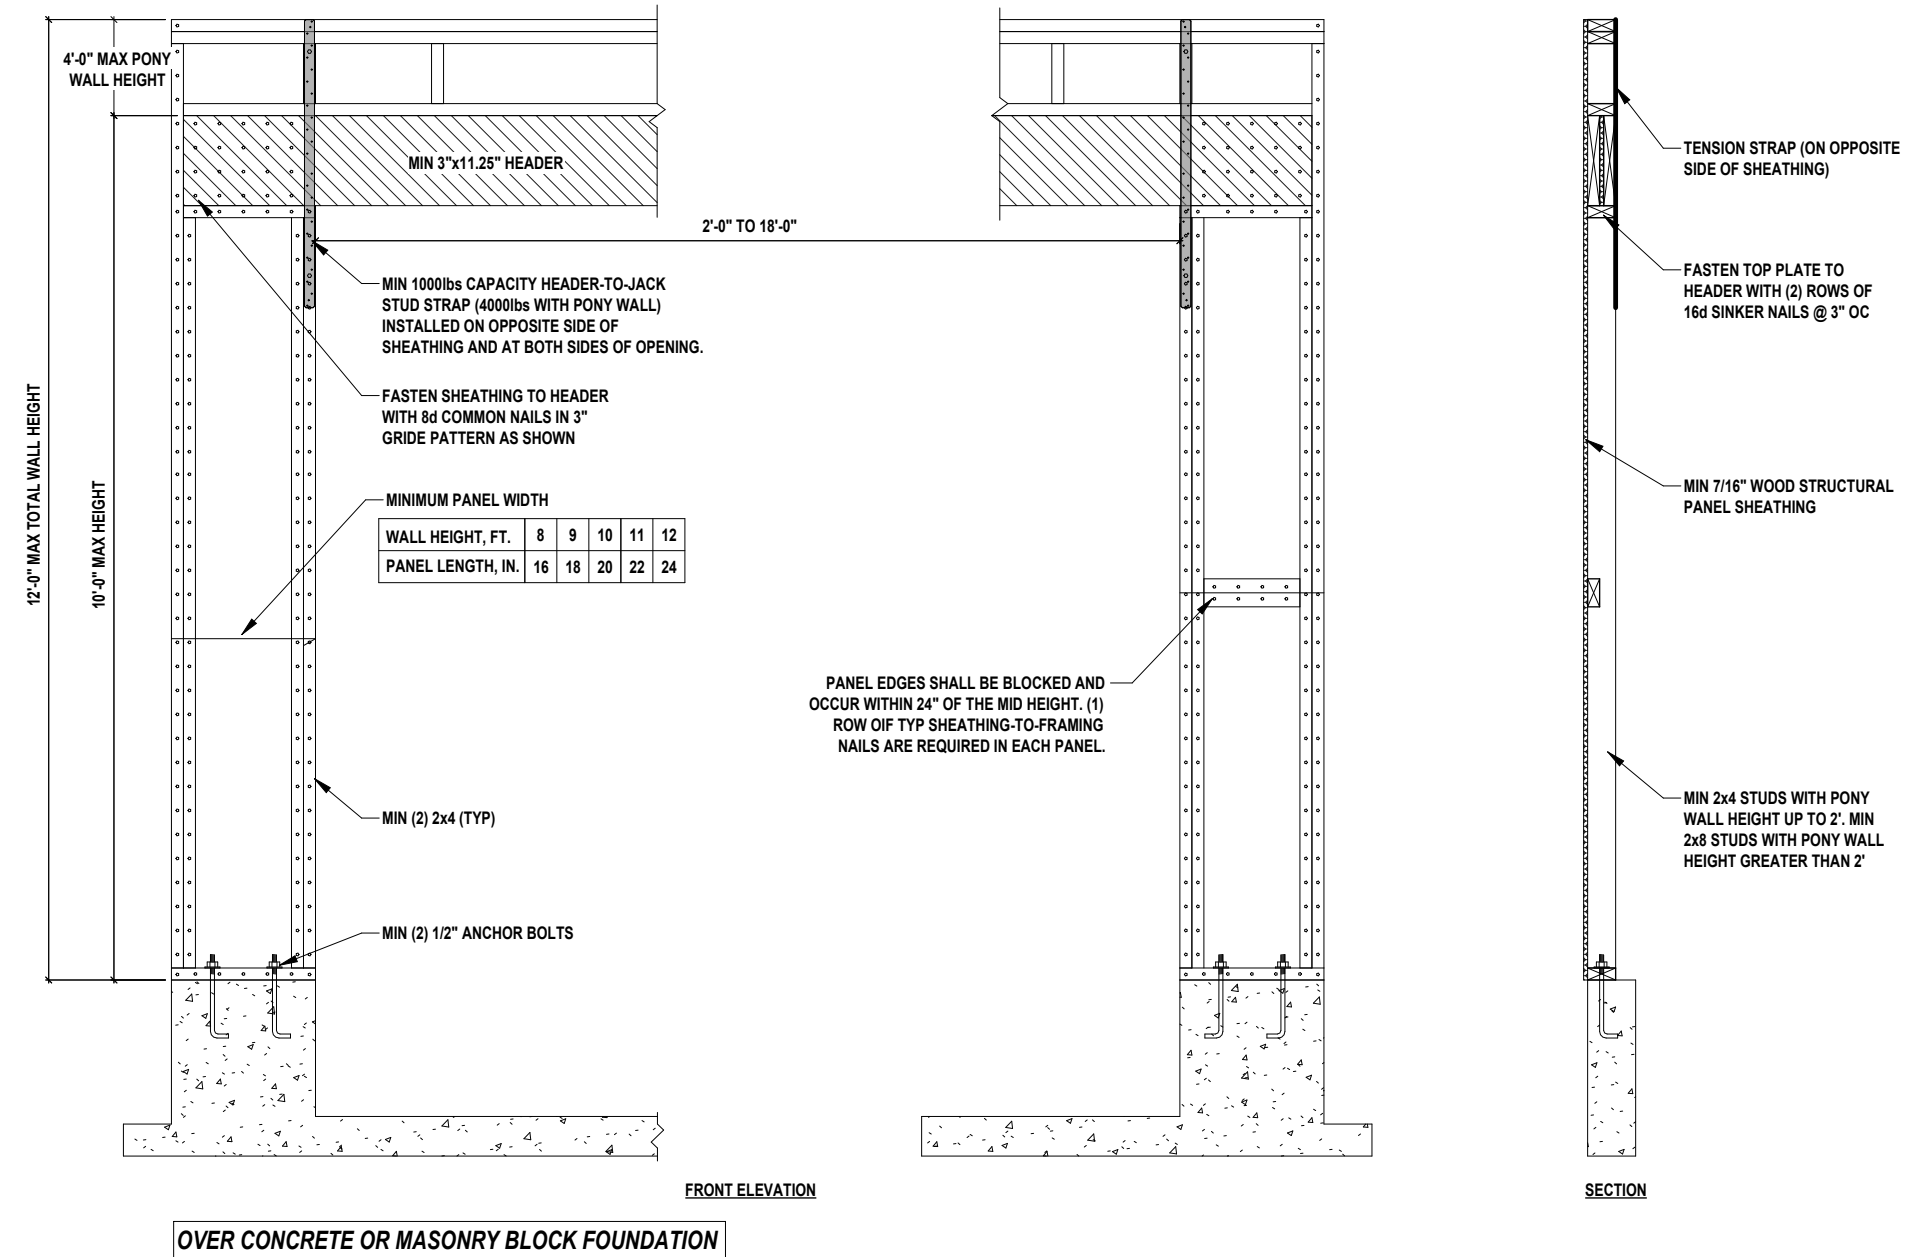 4'-0" MAX PONY
WALL HEIGHT
12'-0" MAX TOTAL WALL HEIGHT
10'-0" MAX HEIGHT
MIN 3"x11.25" HEADER
2'-0" TO 18'-0"
MIN 1000lbs CAPACITY HEADER-TO-JACK
STUD STRAP (4000lbs WITH PONY WALL)
INSTALLED ON OPPOSITE SIDE OF
SHEATHING AND AT BOTH SIDES OF OPENING.
FASTEN SHEATHING TO HEADER
WITH 8d COMMON NAILS IN 3"
GRIDE PATTERN AS SHOWN
MINIMUM PANEL WIDTH
WALL HEIGHT, FT. 8 9 10 11 12
PANEL LENGTH, IN. 16 18 20 22 24
PANEL EDGES SHALL BE BLOCKED AND
OCCUR WITHIN 24" OF THE MID HEIGHT. (1)
ROW OIF TYP SHEATHING-TO-FRAMING
NAILS ARE REQUIRED IN EACH PANEL.
MIN (2) 2x4 (TYP)
MIN (2) 1/2" ANCHOR BOLTS
TENSION STRAP (ON OPPOSITE
SIDE OF SHEATHING)
FASTEN TOP PLATE TO
HEADER WITH (2) ROWS OF
16d SINKER NAILS @ 3" OC
MIN 7/16" WOOD STRUCTURAL
PANEL SHEATHING
MIN 2x4 STUDS WITH PONY
WALL HEIGHT UP TO 2'. MIN
2x8 STUDS WITH PONY WALL
HEIGHT GREATER THAN 2'
FRONT ELEVATION
SECTION
OVER CONCRETE OR MASONRY BLOCK FOUNDATION